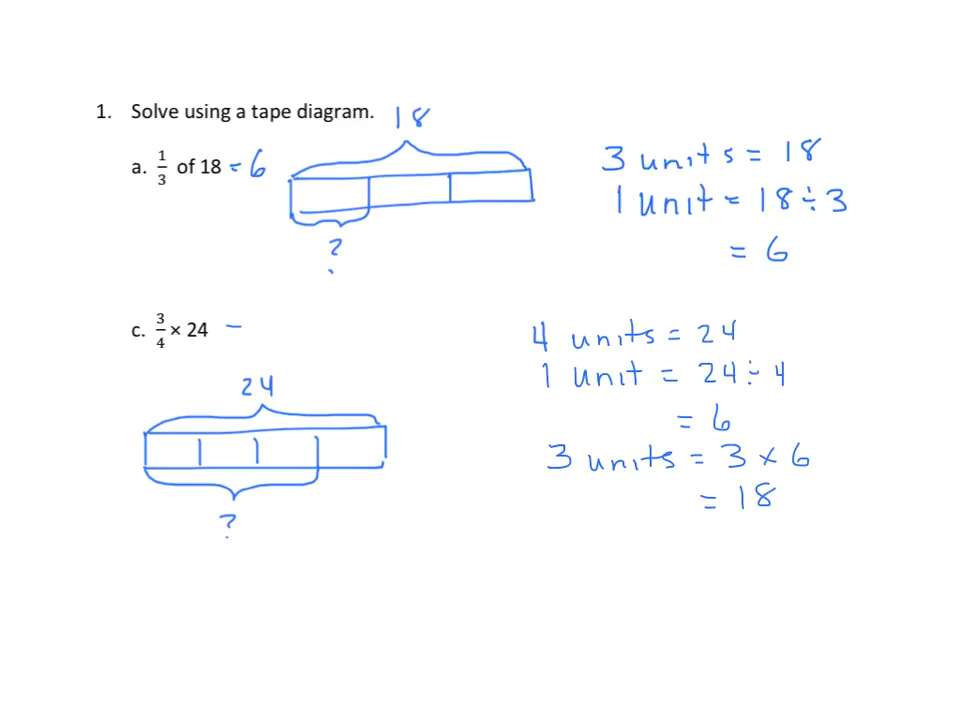 1. Solve using a tape diagram.
18
a. 1/3 of 18 = 6
3 units = 18
1 unit = 18 ÷ 3
= 6
?
c. 3/4 × 24 –
4 units = 24
1 unit = 24 ÷ 4
= 6
3 units = 3 × 6
= 18
24
?